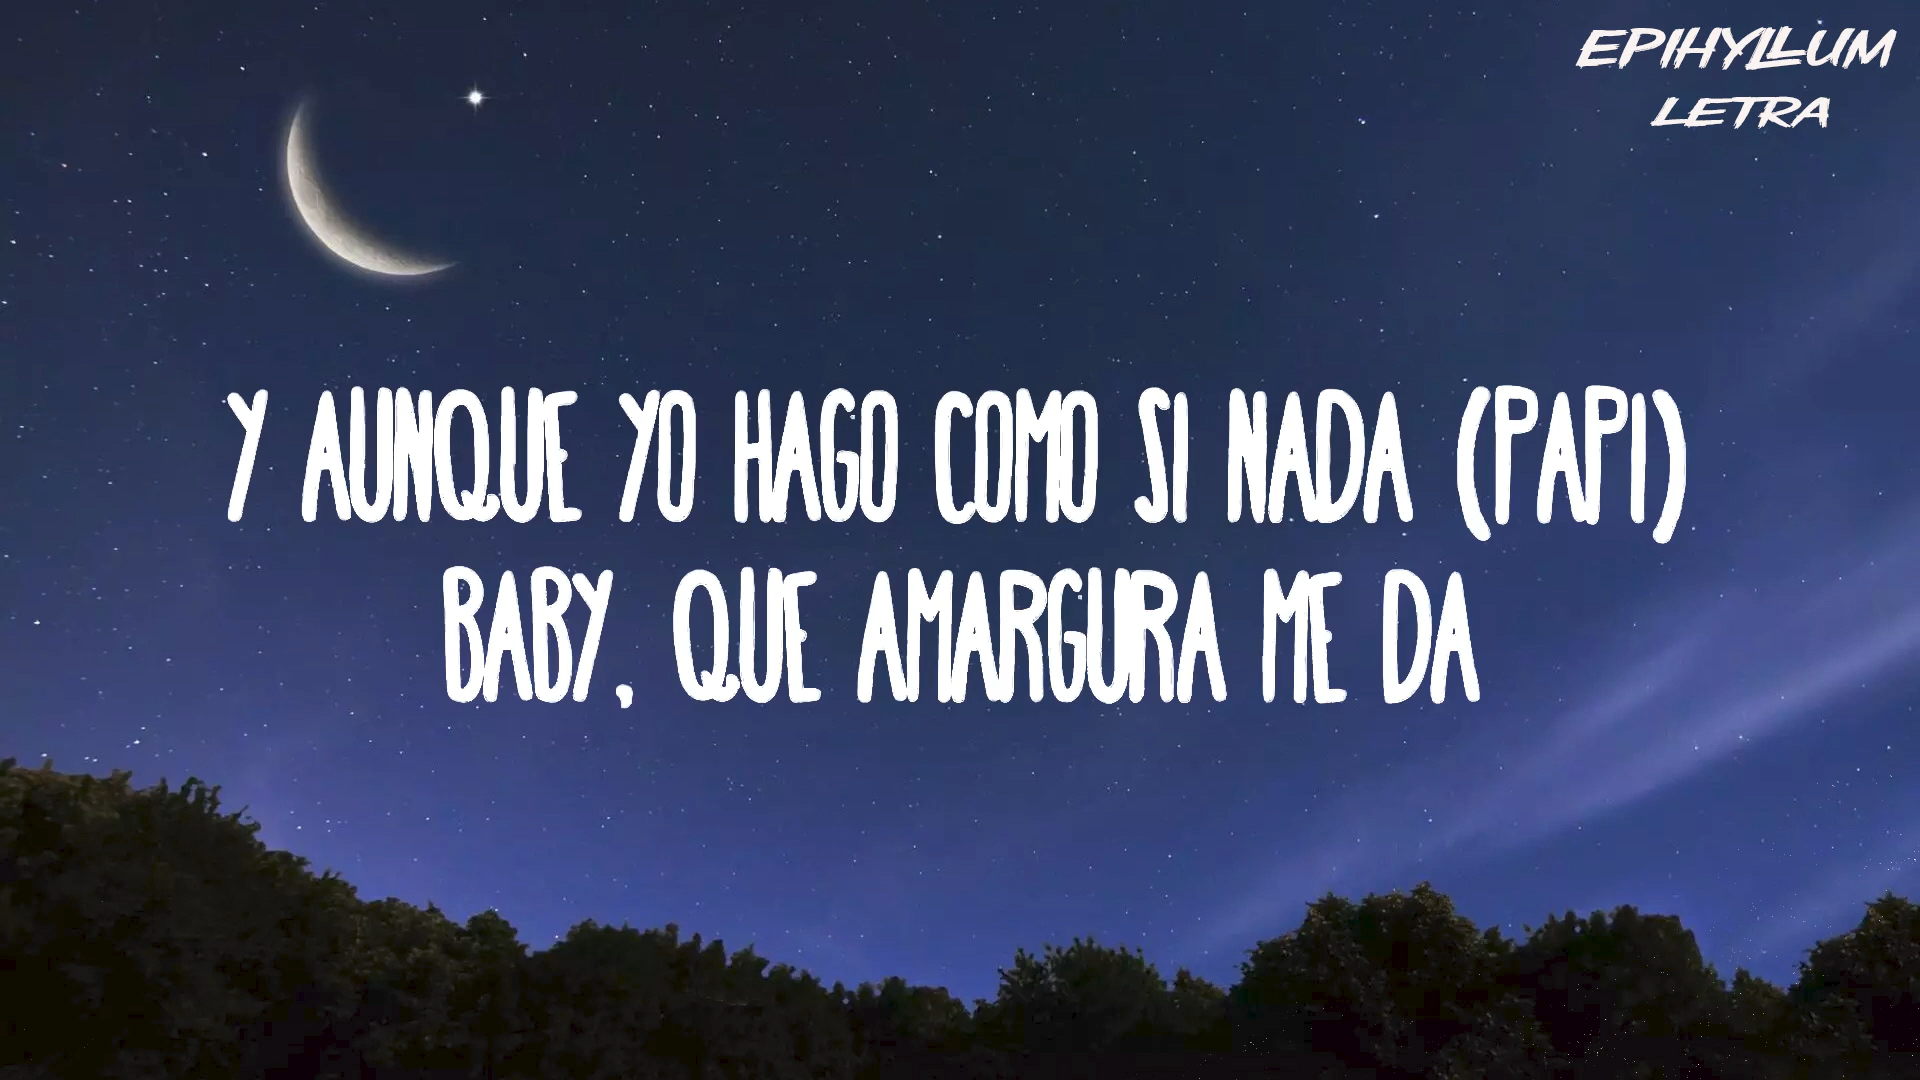 EPIHYLLUM
LETRA
Y AUNQUE YO HAGO COMO SI NADA (PAPI)
BABY, QUE AMARGURA ME DA